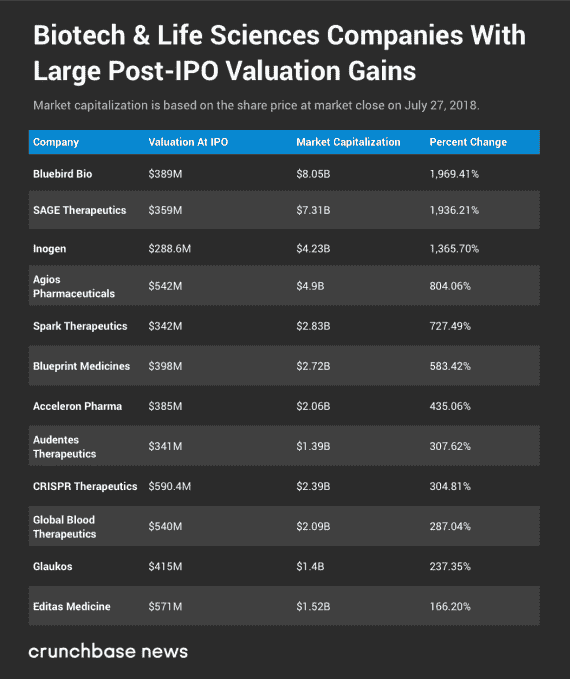 Biotech & Life Sciences Companies With
Large Post-IPO Valuation Gains
Market capitalization is based on the share price at market close on July 27, 2018.
Company Valuation At IPO Market Capitalization Percent Change
Bluebird Bio $389M $8.05B 1,969.41%
SAGE Therapeutics $359M $7.31B 1,936.21%
Inogen $288.6M $4.23B 1,365.70%
Agios
Pharmaceuticals $542M $4.9B 804.06%
Spark Therapeutics $342M $2.83B 727.49%
Blueprint Medicines $398M $2.72B 583.42%
Acceleron Pharma $385M $2.06B 435.06%
Audentes
Therapeutics $341M $1.39B 307.62%
CRISPR Therapeutics $590.4M $2.39B 304.81%
Global Blood
Therapeutics $540M $2.09B 287.04%
Glaukos $415M $1.4B 237.35%
Editas Medicine $571M $1.52B 166.20%
crunchbase news